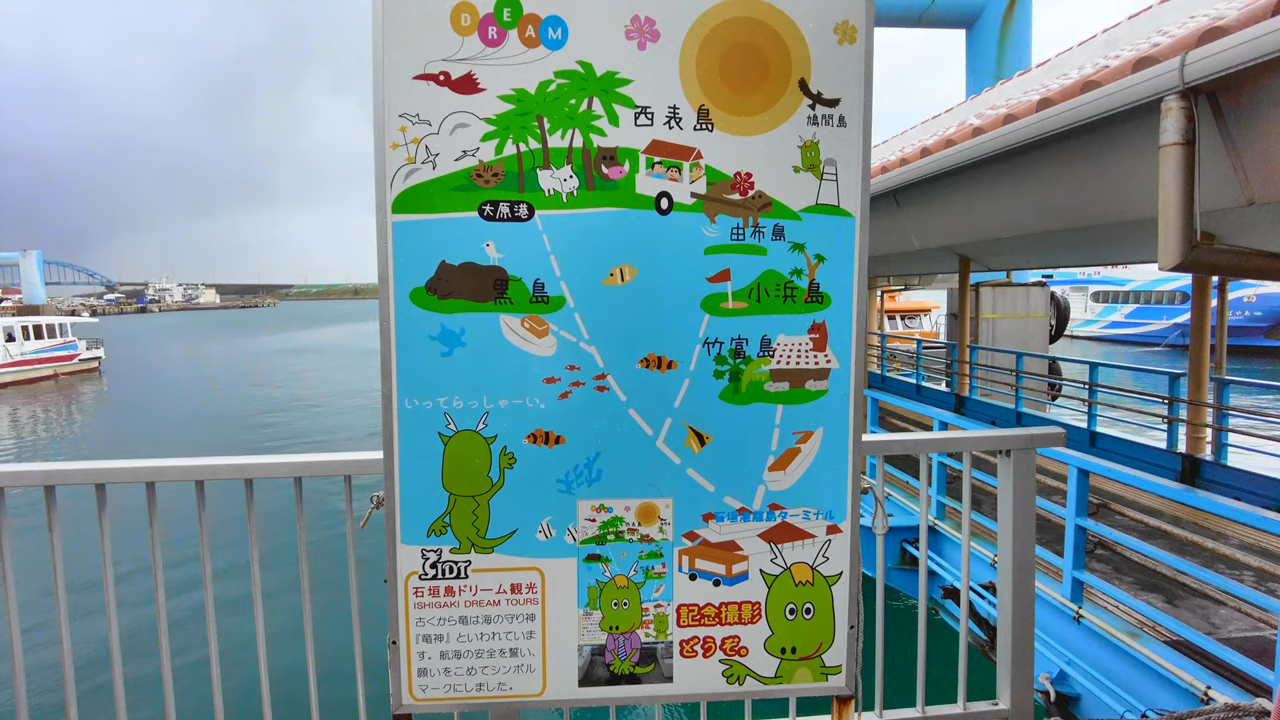 DREAM
西表島
鳩間島
大原港
由布島
黒島
小浜島
竹富島
いってらっしゃーい。
石垣港離島ターミナル
IDT
石垣島ドリーム観光
ISHIGAKI DREAM TOURS
古くから竜は海の守り神
『竜神』といわれていま
す。航海の安全を誓い、
願いをこめてシンボル
マークにしました。
記念撮影
どうぞ。